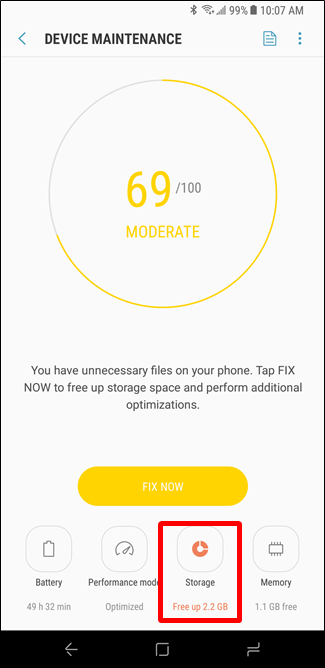 99% 10:07 AM
DEVICE MAINTENANCE
69 /100
MODERATE
You have unnecessary files on your phone. Tap FIX
NOW to free up storage space and perform additional
optimizations.
FIX NOW
Battery Performance mode Storage Memory
49 h 32 min Optimized Free up 2.2 GB 1.1 GB free